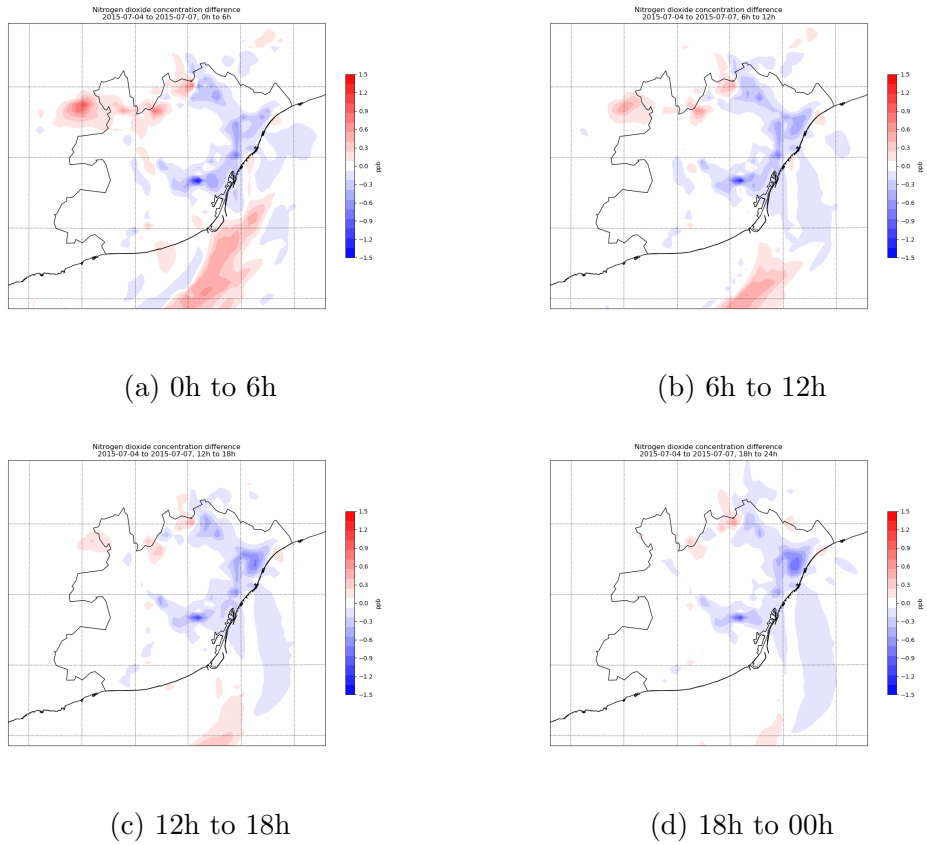 Nitrogen dioxide concentration difference
2015-07-04 to 2015-07-07, 0h to 6h
1.5
1.2
0.9
0.6
0.3
0.0
−0.3
−0.6
−0.9
−1.2
−1.5
ppb
(a) 0h to 6h
Nitrogen dioxide concentration difference
2015-07-04 to 2015-07-07, 6h to 12h
1.5
1.2
0.9
0.6
0.3
0.0
−0.3
−0.6
−0.9
−1.2
−1.5
ppb
(b) 6h to 12h
Nitrogen dioxide concentration difference
2015-07-04 to 2015-07-07, 12h to 18h
1.5
1.2
0.9
0.6
0.3
0.0
−0.3
−0.6
−0.9
−1.2
−1.5
ppb
(c) 12h to 18h
Nitrogen dioxide concentration difference
2015-07-04 to 2015-07-07, 18h to 24h
1.5
1.2
0.9
0.6
0.3
0.0
−0.3
−0.6
−0.9
−1.2
−1.5
ppb
(d) 18h to 00h